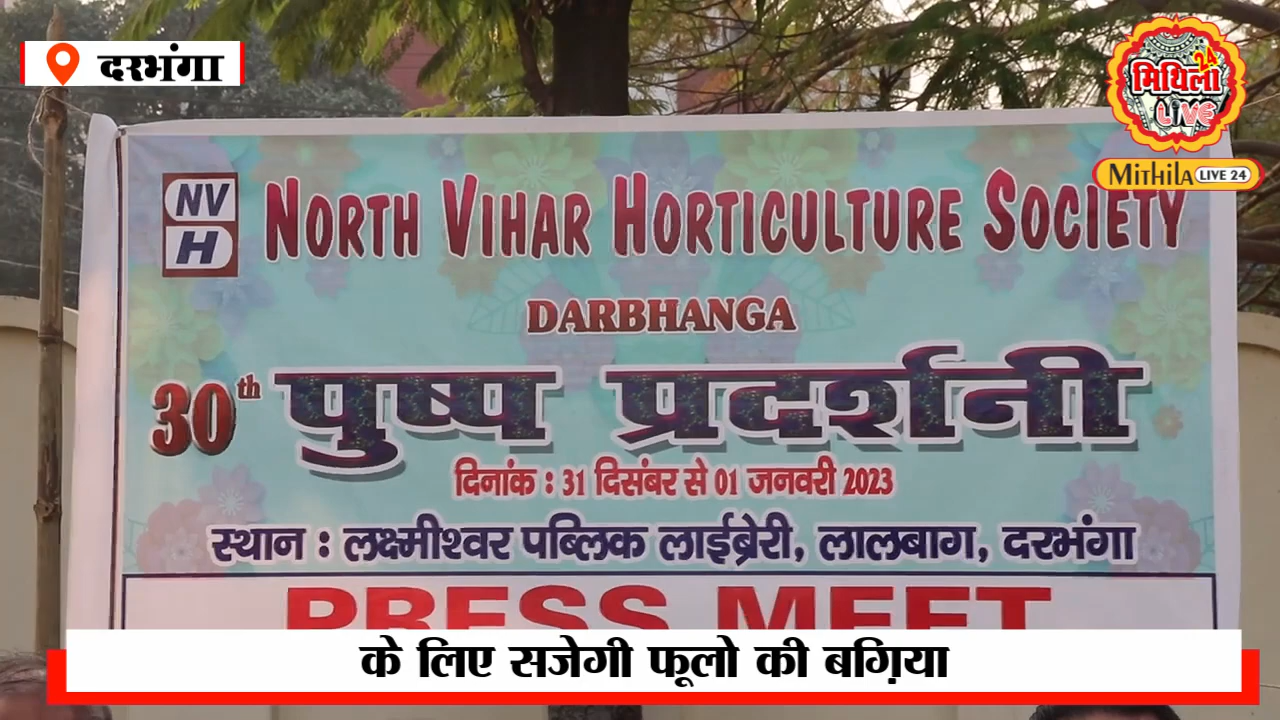 दरभंगा
24
मिथिला
LIVE
MITHILA LIVE 24
NV
H
NORTH VIHAR HORTICULTURE SOCIETY
DARBHANGA
30th पुष्प प्रदर्शनी
दिनांक : 31 दिसंबर से 01 जनवरी 2023
स्थान : लक्ष्मीश्वर पब्लिक लाईब्रेरी, लालबाग, दरभंगा
PRESS MEET
के लिए सजेगी फूलो की बग़िया